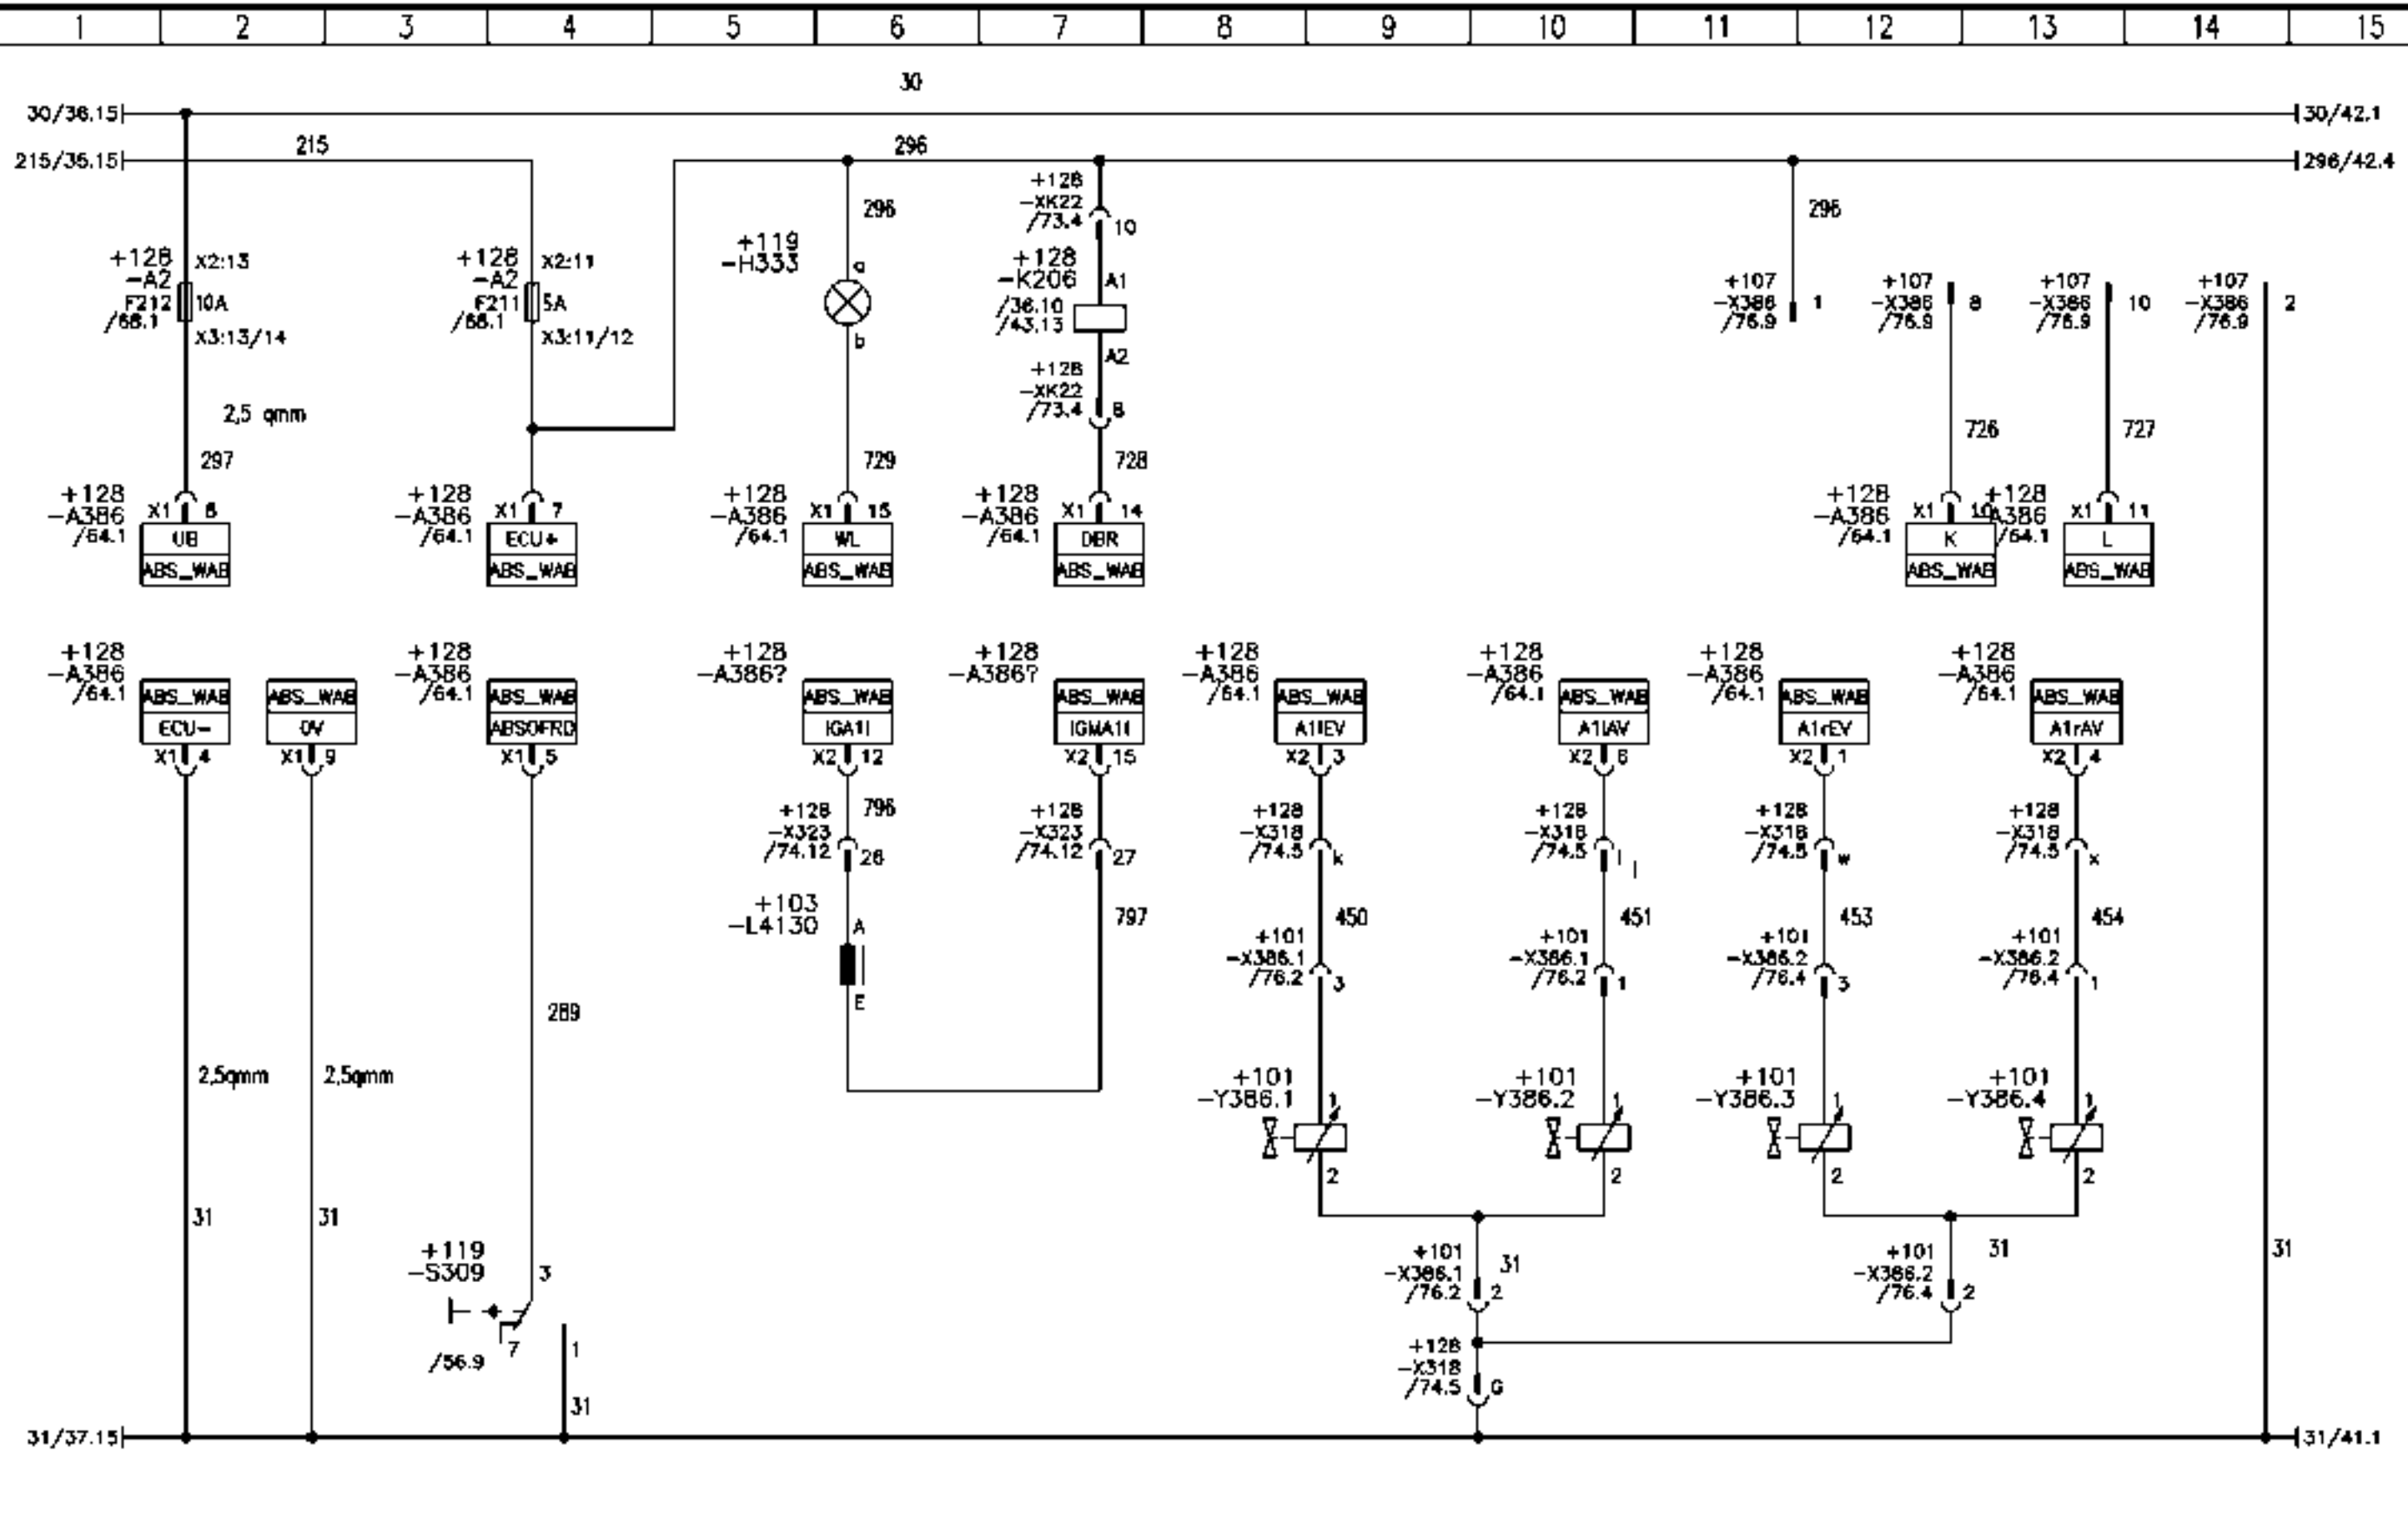 1 2 3 4 5 6 7 8 9 10 11 12 13 14 15
30
30/36.15 30/42.1
215/35.15 215 296 296/42.4
+128
-XK22
/73.4 10
296
296
+128
-A2
F212
/68.1
X2:13
10A
X3:13/14
+128
-A2
F211
/68.1
X2:11
5A
X3:11/12
+119
-H333
a
b
+128
-K206
/36.10
/43.13
A1
A2
+107
-X386
/76.9
1
+107
-X386
/76.9
8
+107
-X386
/76.9
10
+107
-X386
/76.9
2
+128
-XK22
/73.4 8
2,5 qmm
297 729 728 726 727
+128
-A386
/64.1
X1 6
UB
ABS_WAB
+128
-A386
/64.1
X1 7
ECU+
ABS_WAB
+128
-A386
/64.1
X1 15
WL
ABS_WAB
+128
-A386
/64.1
X1 14
DBR
ABS_WAB
+128
-A386
/64.1
X1 10
K
ABS_WAB
+128
A386
/64.1
X1 11
L
ABS_WAB
+128
-A386
/64.1
ABS_WAB
ECU-
X1 4
ABS_WAB
0V
X1 9
+128
-A386
/64.1
ABS_WAB
ABSOFRD
X1 5
+128
-A386?
ABS_WAB
IGA1l
X2 12
+128
-A386?
ABS_WAB
IGMA1l
X2 15
+128
-A386
/64.1
ABS_WAB
A1lEV
X2 3
+128
-A386
/64.1
ABS_WAB
A1lAV
X2 6
+128
-A386
/64.1
ABS_WAB
A1rEV
X2 1
+128
-A386
/64.1
ABS_WAB
A1rAV
X2 4
+128
-X323
/74.12
26
796
+128
-X323
/74.12
27
+128
-X318
/74.5
k
+128
-X318
/74.5
+128
-X318
/74.5
w
+128
-X318
/74.5
x
+103
-L4130
A
E
797 450 451 453 454
+101
-X386.1
/76.2
3
+101
-X386.1
/76.2
1
+101
-X386.2
/76.4
3
+101
-X386.2
/76.4
1
289
2,5qmm 2,5qmm
+101
-Y386.1
1
2
+101
-Y386.2
1
2
+101
-Y386.3
1
2
+101
-Y386.4
1
2
31 31
+119
-S309
3
7
/56.9
1
31
+101
-X386.1
/76.2
2
31
+101
-X386.2
/76.4
2
31
31
+128
-X318
/74.5
G
31/37.15 31/41.1